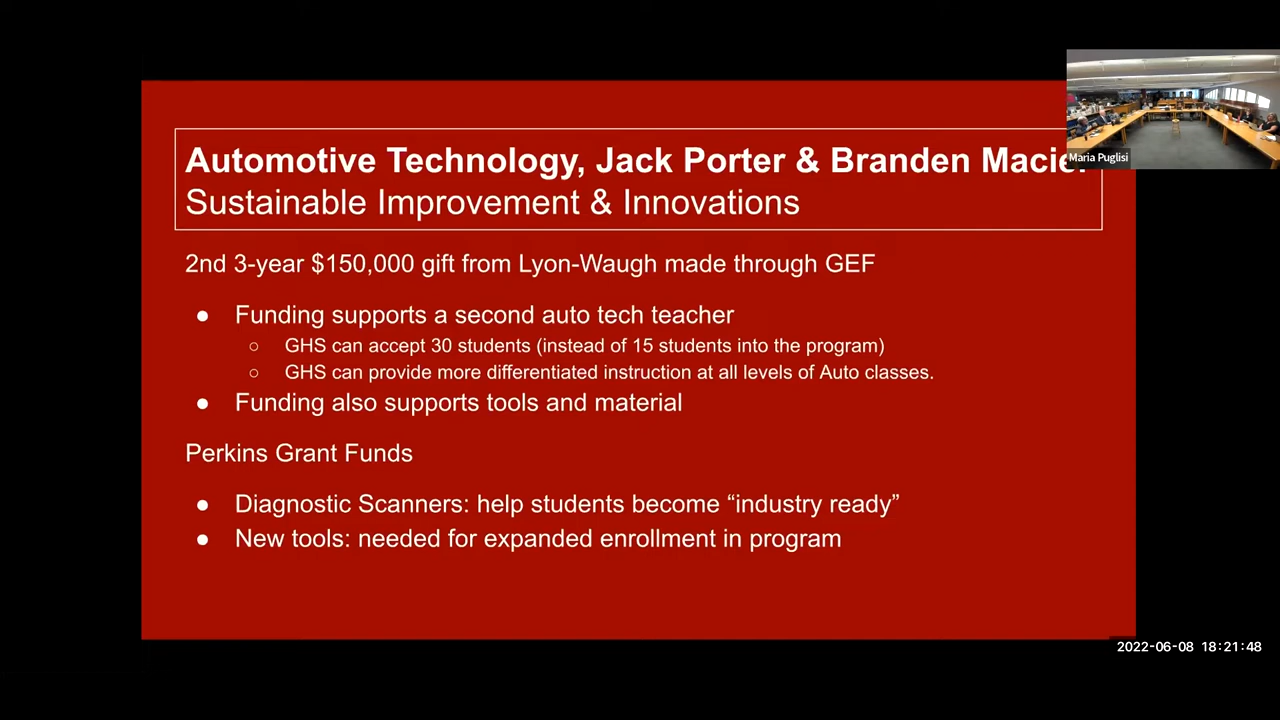 Automotive Technology, Jack Porter & Branden
Sustainable Improvement & Innovations
2nd 3-year $150,000 gift from Lyon-Waugh made through GEF
● Funding supports a second auto tech teacher
○ GHS can accept 30 students (instead of 15 students into the program)
○ GHS can provide more differentiated instruction at all levels of Auto classes.
● Funding also supports tools and material
Perkins Grant Funds
● Diagnostic Scanners: help students become “industry ready”
● New tools: needed for expanded enrollment in program
Maria Puglisi
2022-06-08 18:21:48